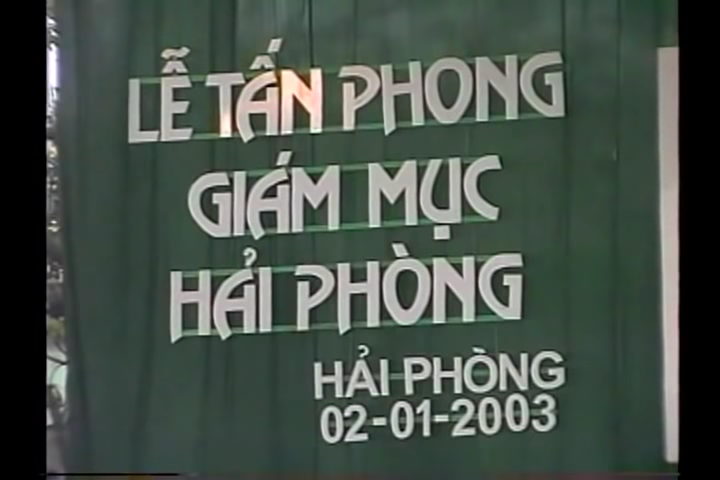 LỄ TẤN PHONG
GIÁM MỤC
HẢI PHÒNG
HẢI PHÒNG
02-01-2003